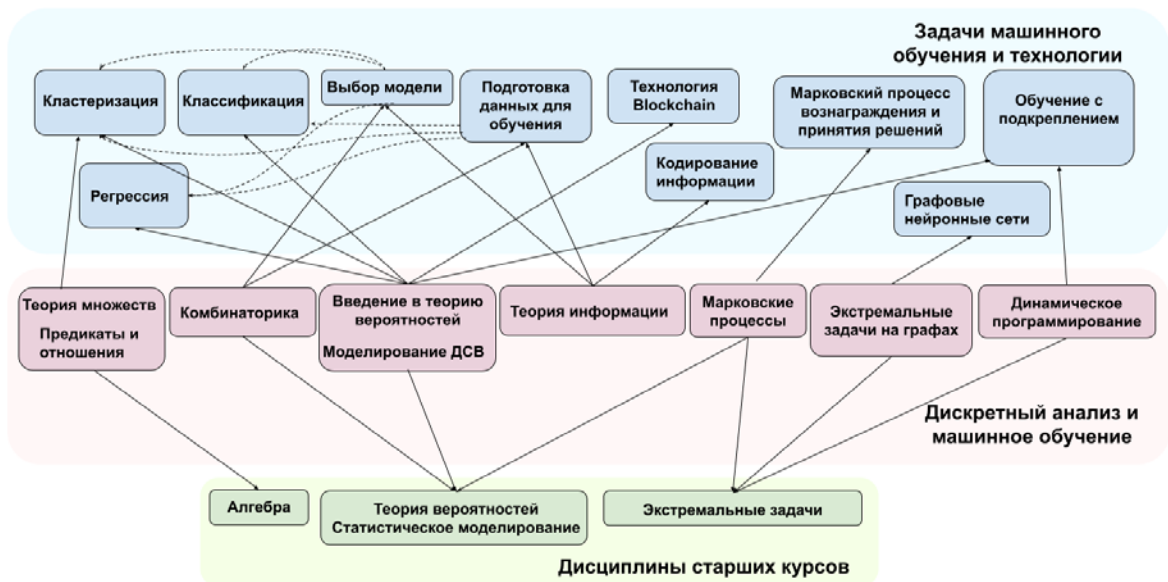 Задачи машинного
обучения и технологии
Кластеризация
Классификация
Выбор модели
Подготовка
данных для
обучения
Технология
Blockchain
Марковский процесс
вознаграждения и
принятия решений
Обучение с
подкреплением
Регрессия
Кодирование
информации
Графовые
нейронные сети
Теория множеств
Предикаты и
отношения
Комбинаторика
Введение в теорию
вероятностей
Моделирование ДСВ
Теория информации
Марковские
процессы
Экстремальные
задачи на графах
Динамическое
программирование
Дискретный анализ и
машинное обучение
Алгебра
Теория вероятностей
Статистическое моделирование
Экстремальные задачи
Дисциплины старших курсов